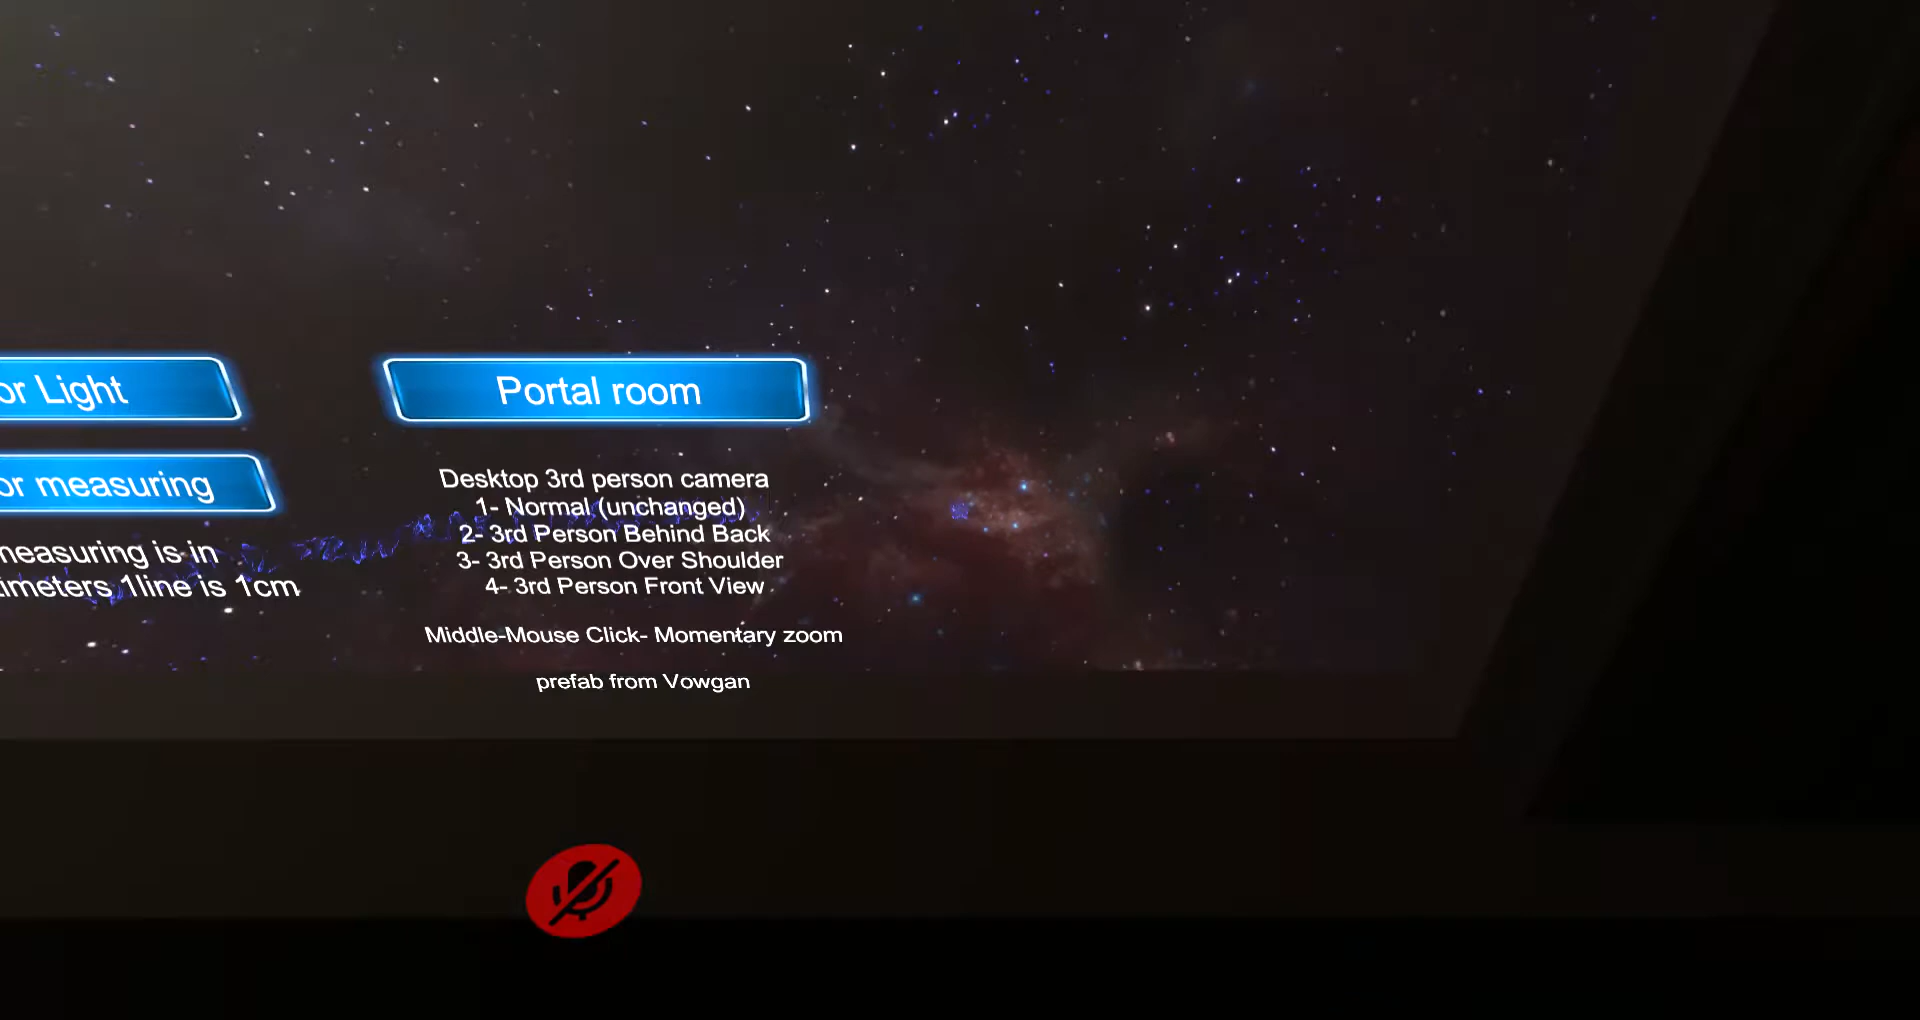 or Light
Portal room
or measuring
measuring is in
timeters 1line is 1cm
Desktop 3rd person camera
1- Normal (unchanged)
2- 3rd Person Behind Back
3- 3rd Person Over Shoulder
4- 3rd Person Front View
Middle-Mouse Click- Momentary zoom
prefab from Vowgan